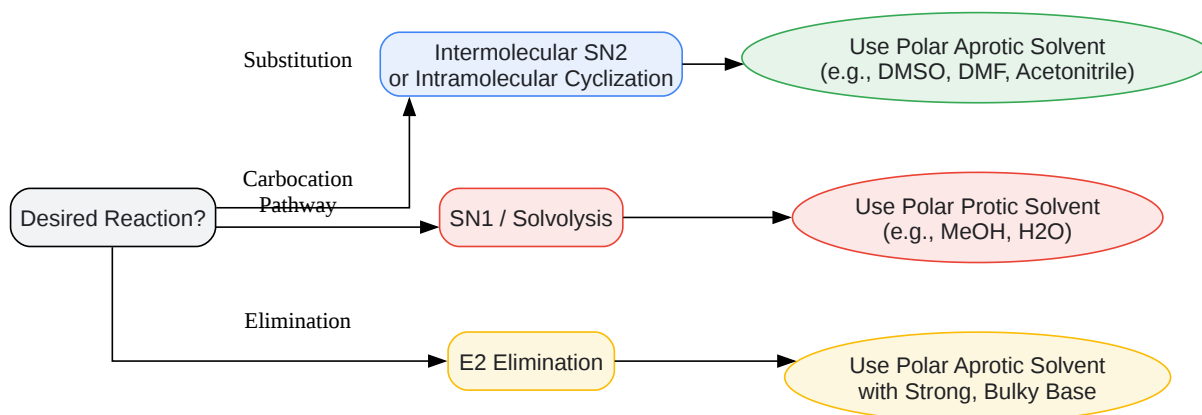 Substitution
Intermolecular SN2
or Intramolecular Cyclization
Use Polar Aprotic Solvent
(e.g., DMSO, DMF, Acetonitrile)
Desired Reaction?
Carbocation
Pathway
SN1 / Solvolysis
Use Polar Protic Solvent
(e.g., MeOH, H2O)
Elimination
E2 Elimination
Use Polar Aprotic Solvent
with Strong, Bulky Base